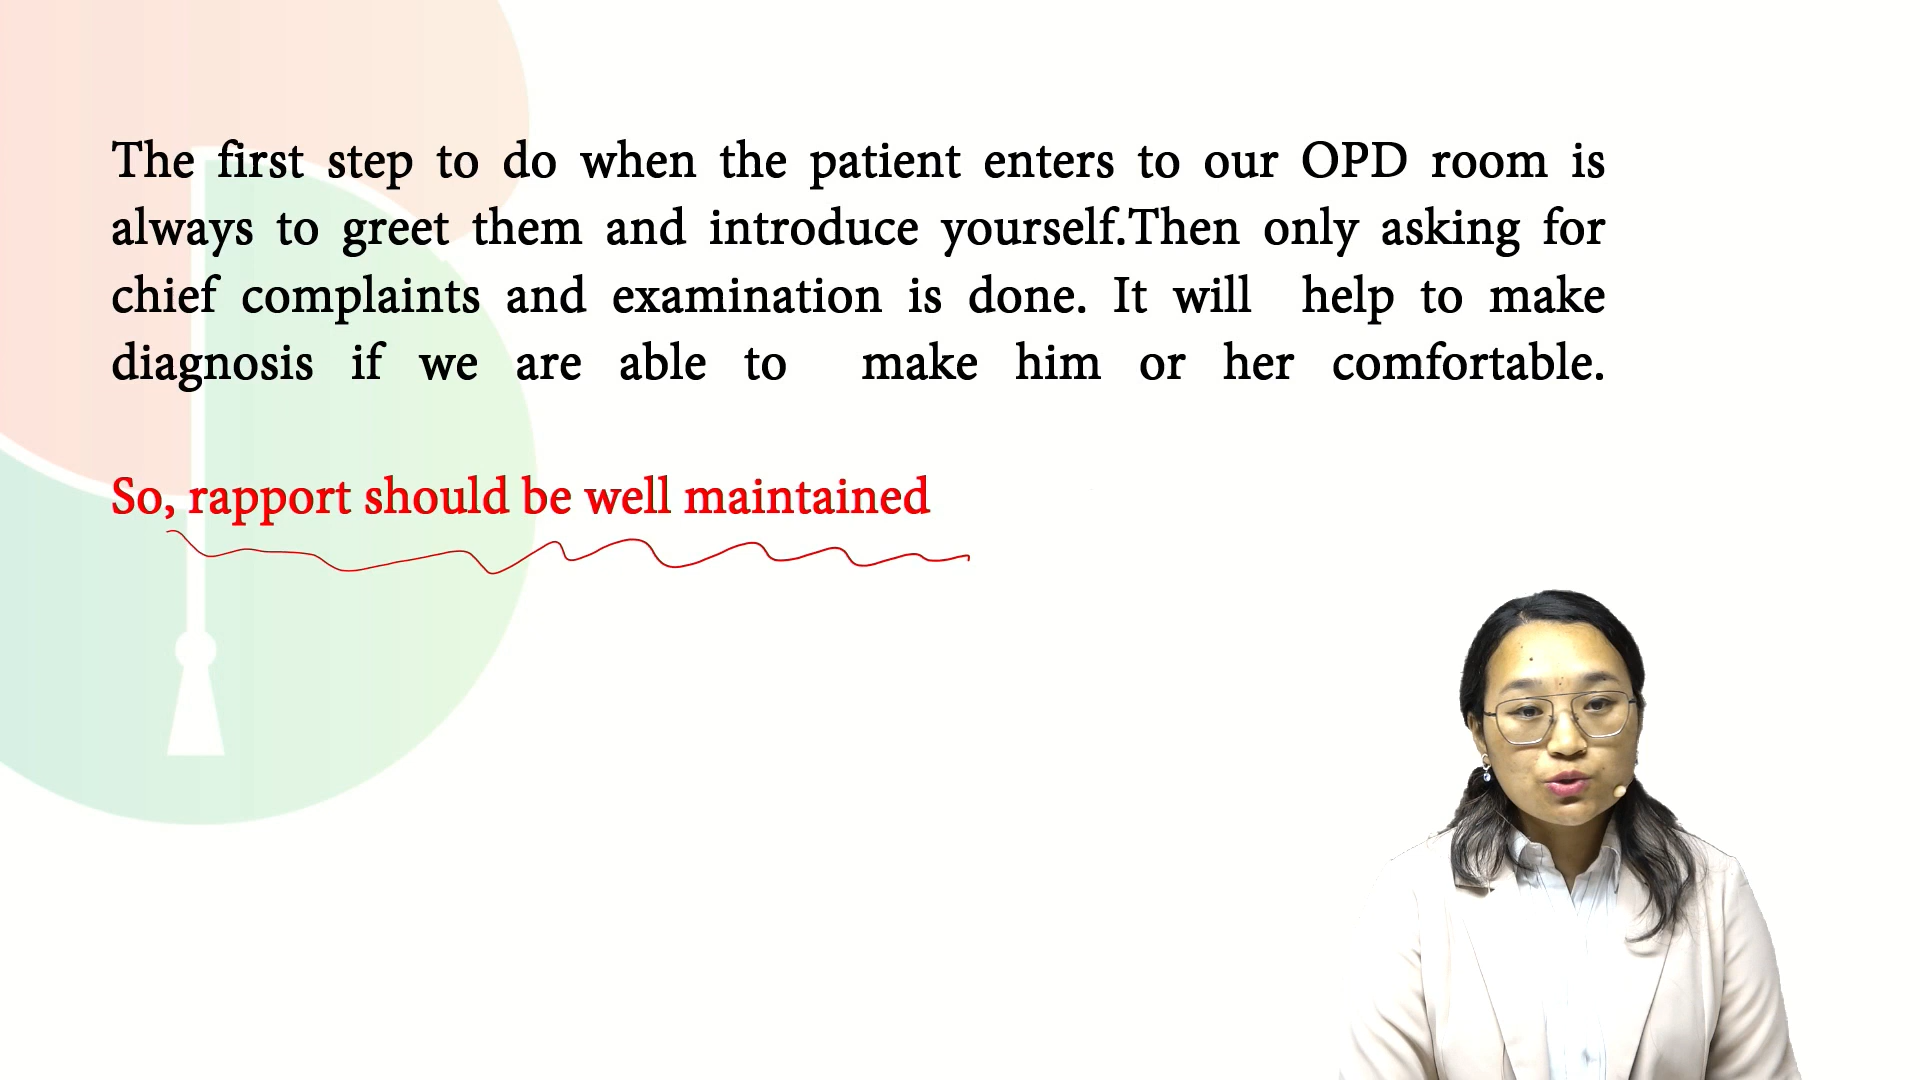 The first step to do when the patient enters to our OPD room is
always to greet them and introduce yourself.Then only asking for
chief complaints and examination is done. It will help to make
diagnosis if we are able to make him or her comfortable.
So, rapport should be well maintained